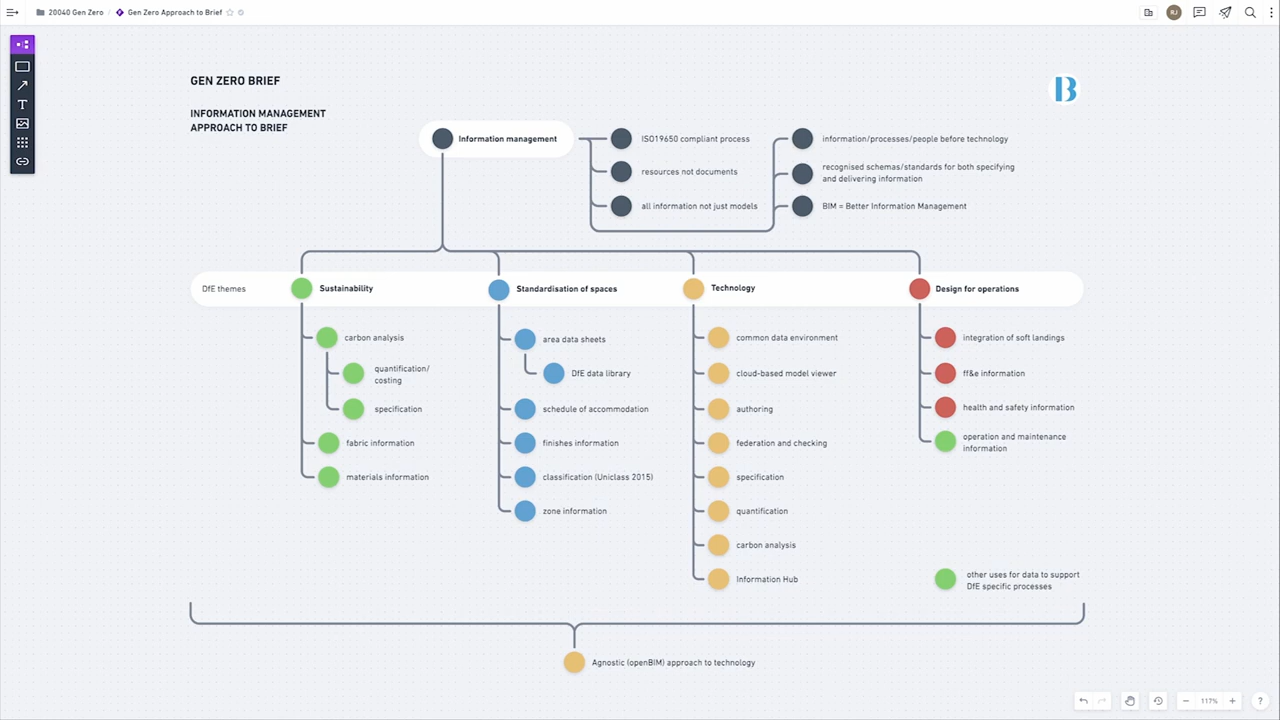 20040 Gen Zero / Gen Zero Approach to Brief
RJ
T
GEN ZERO BRIEF
B
INFORMATION MANAGEMENT
APPROACH TO BRIEF
Information management
ISO19650 compliant process
resources not documents
all information not just models
information/processes/people before technology
recognised schemas/standards for both specifying
and delivering information
BIM = Better Information Management
DfE themes
Sustainability
Standardisation of spaces
Technology
Design for operations
carbon analysis
quantification/
costing
specification
fabric information
materials information
area data sheets
DfE data library
schedule of accommodation
finishes information
classification (Uniclass 2015)
zone information
common data environment
cloud-based model viewer
authoring
federation and checking
specification
quantification
carbon analysis
Information Hub
integration of soft landings
ff&e information
health and safety information
operation and maintenance
information
other uses for data to support
DfE specific processes
Agnostic (openBIM) approach to technology
117%
?